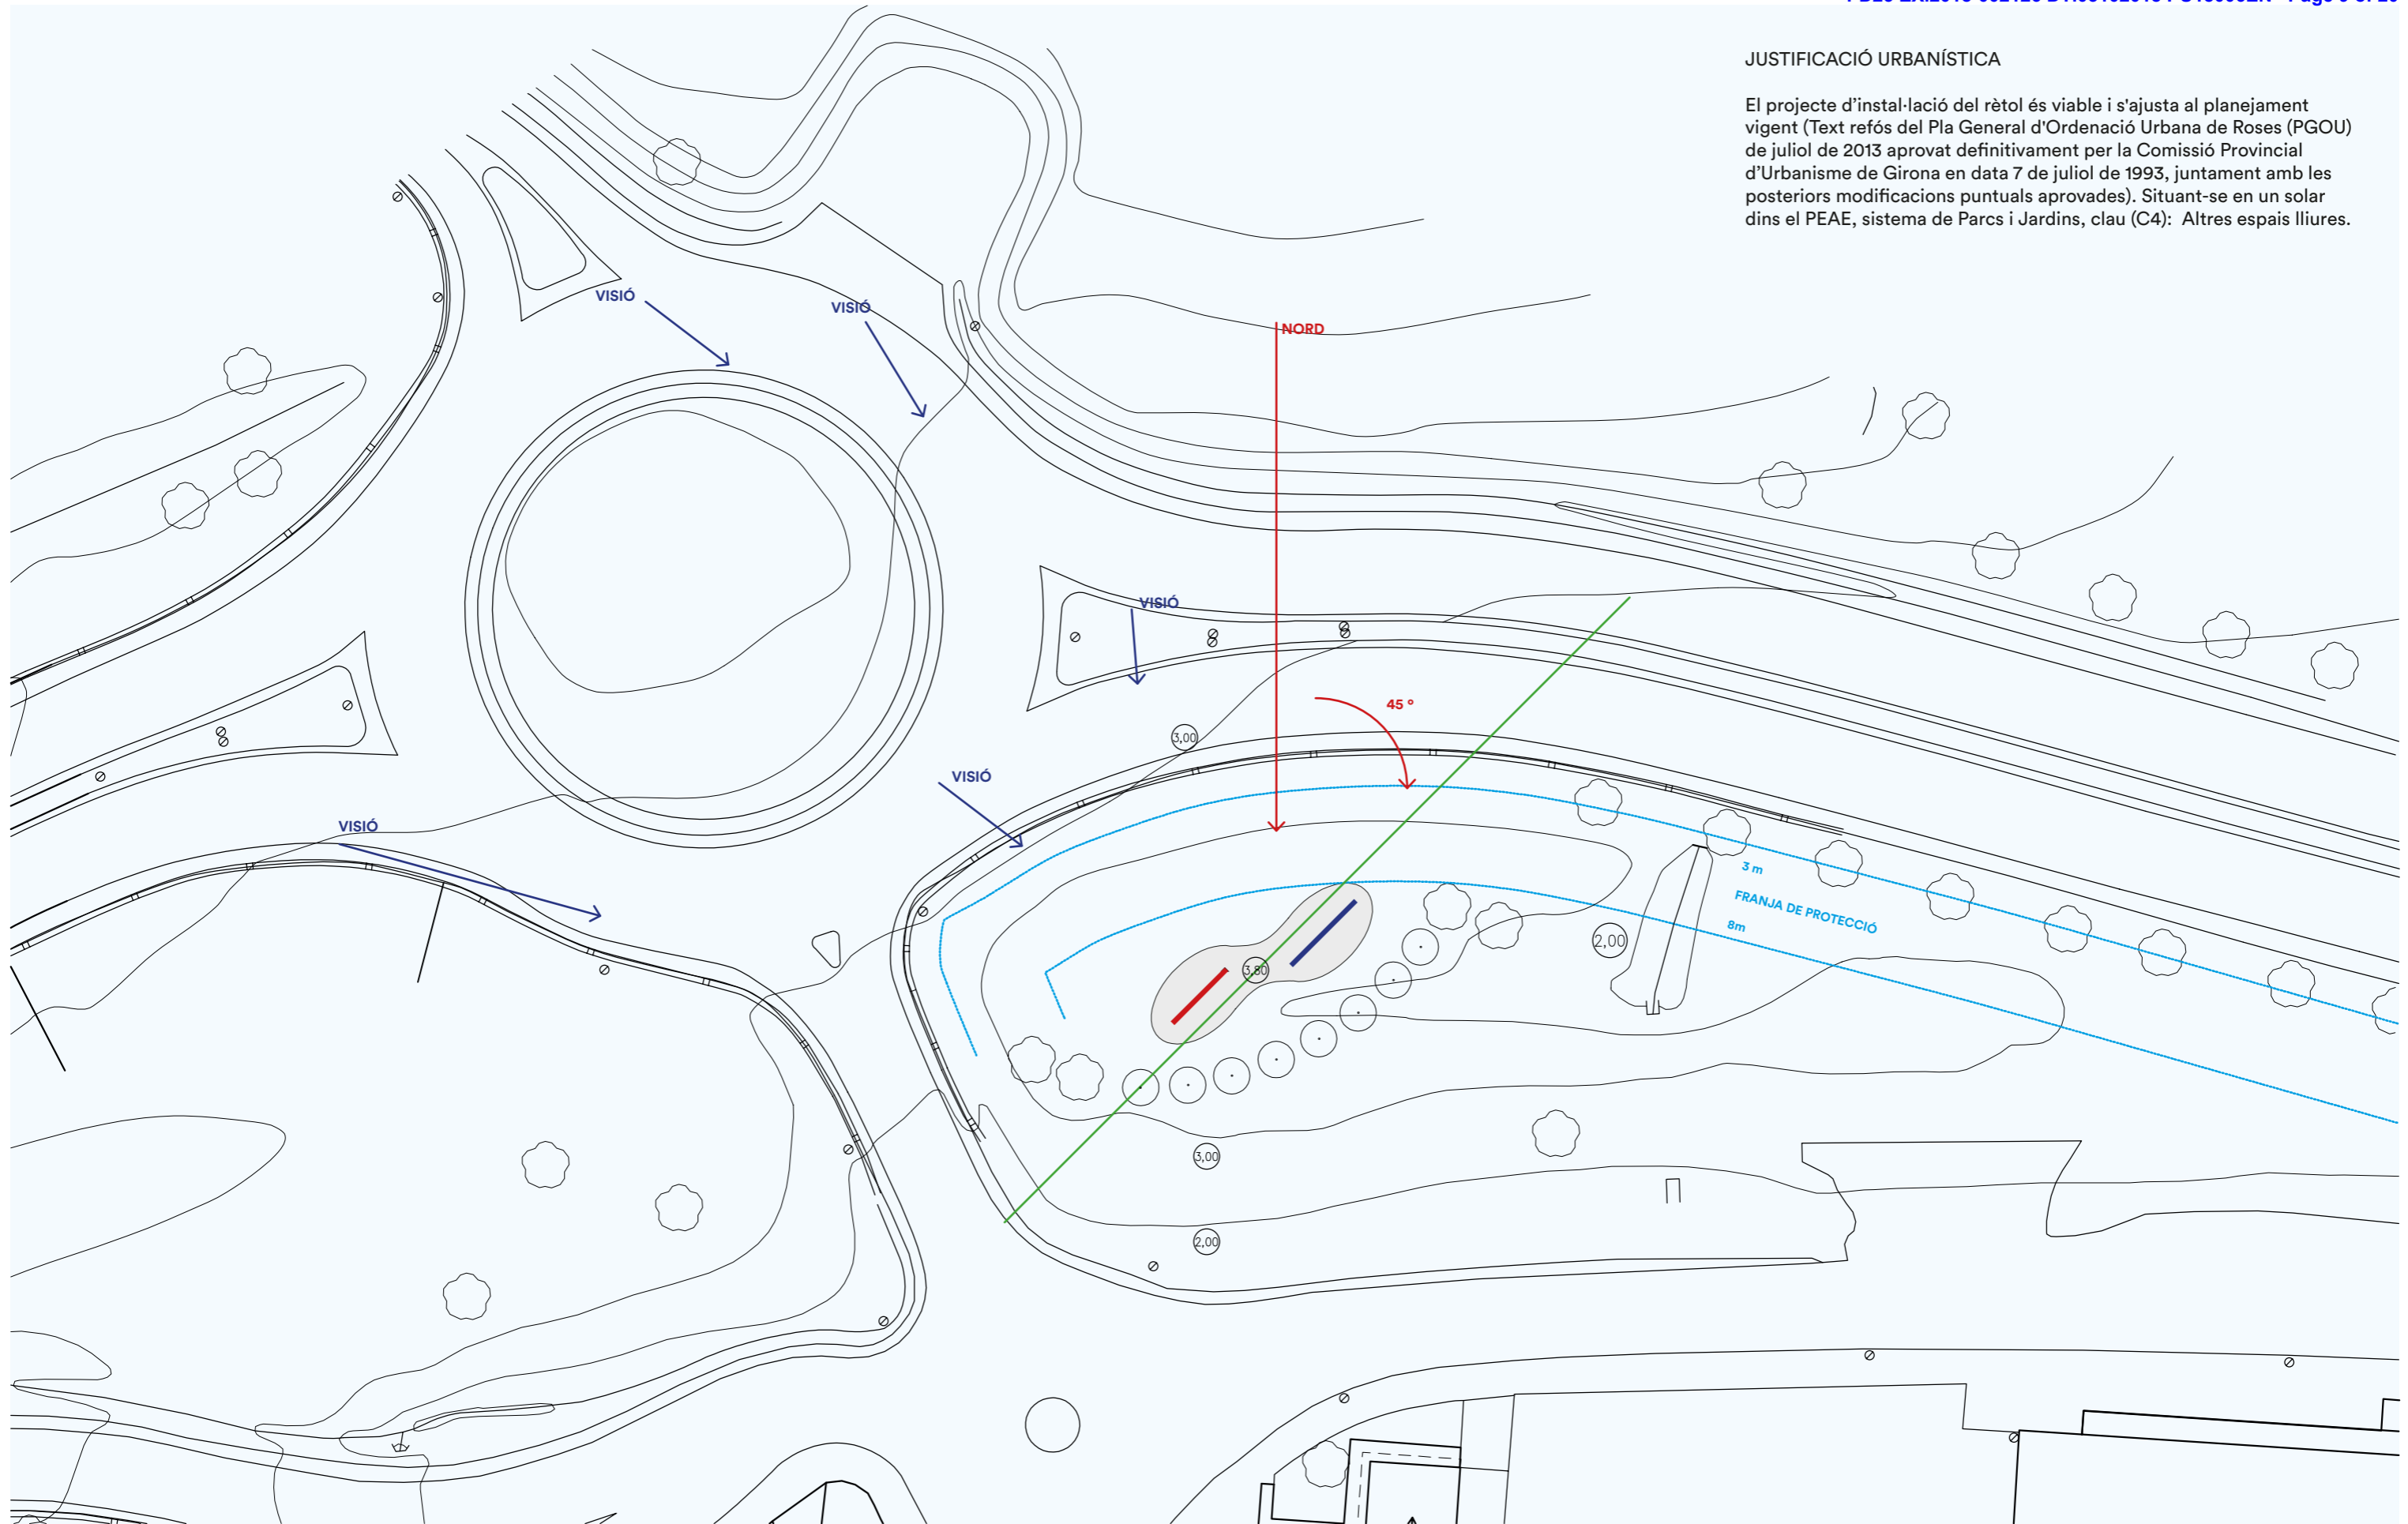 JUSTIFICACIÓ URBANÍSTICA
El projecte d’instal·lació del rètol és viable i s'ajusta al planejament
vigent (Text refós del Pla General d'Ordenació Urbana de Roses (PGOU)
de juliol de 2013 aprovat definitivament per la Comissió Provincial
d’Urbanisme de Girona en data 7 de juliol de 1993, juntament amb les
posteriors modificacions puntuals aprovades). Situant-se en un solar
dins el PEAE, sistema de Parcs i Jardins, clau (C4): Altres espais lliures.
VISIÓ
VISIÓ
NORD
VISIÓ
45 º
3,00
VISIÓ
VISIÓ
3 m
FRANJA DE PROTECCIÓ
8m
2,00
3,80
3,00
2,00